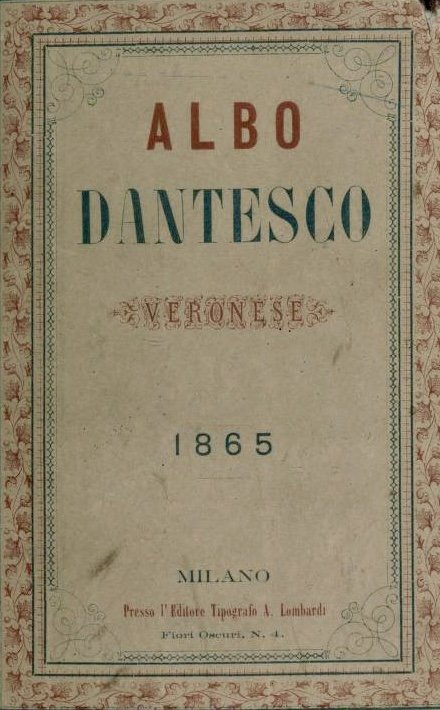 ALBO
DANTESCO
VERONESE
1865
MILANO
Presso l'Editore Tipografo A. Lombardi
Fiori Oscuri, N. 4.